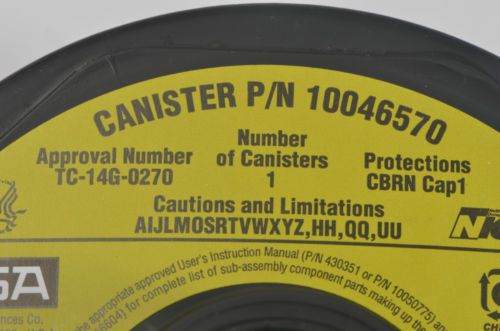 CANISTER P/N 10046570
Approval Number
TC-14G-0270
Number
of Canisters
1
Protections
CBRN Cap1
Cautions and Limitations
AIJLMOSRTVWXYZ,HH,QQ,UU
SA
approved User's Instruction Manual (P/N 430351 or P/N 10050775)
for complete list of sub-assembly component parts making up the